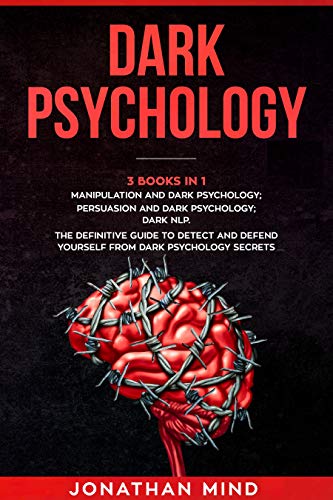 DARK
PSYCHOLOGY
3 BOOKS IN 1
MANIPULATION AND DARK PSYCHOLOGY;
PERSUASION AND DARK PSYCHOLOGY;
DARK NLP.
THE DEFINITIVE GUIDE TO DETECT AND DEFEND
YOURSELF FROM DARK PSYCHOLOGY SECRETS
JONATHAN MIND